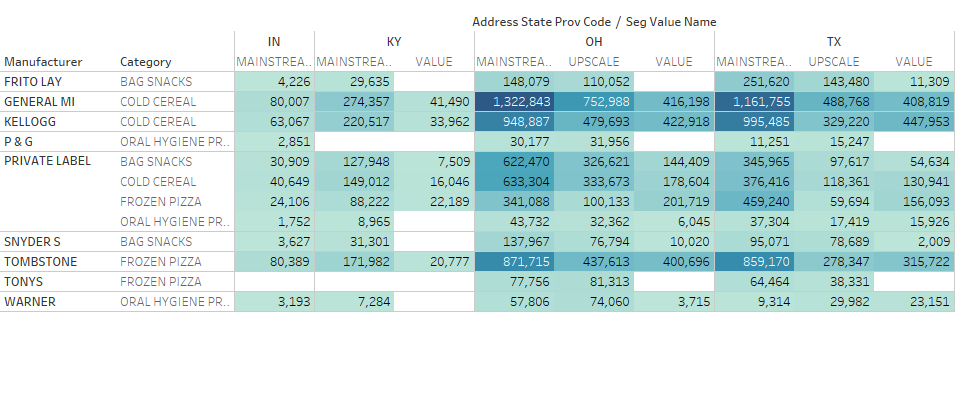 Address State Prov Code / Seg Value Name
IN KY OH TX
Manufacturer Category MAINSTREA.. MAINSTREA.. VALUE MAINSTREA.. UPSCALE VALUE MAINSTREA.. UPSCALE VALUE
FRITO LAY BAG SNACKS 4,226 29,635 148,079 110,052 251,620 143,480 11,309
GENERAL MI COLD CEREAL 80,007 274,357 41,490 1,322,843 752,988 416,198 1,161,755 488,768 408,819
KELLOGG COLD CEREAL 63,067 220,517 33,962 948,887 479,693 422,918 995,485 329,220 447,953
P & G ORAL HYGIENE PR.. 2,851 30,177 31,956 11,251 15,247
PRIVATE LABEL BAG SNACKS 30,909 127,948 7,509 622,470 326,621 144,409 345,965 97,617 54,634
COLD CEREAL 40,649 149,012 16,046 633,304 333,673 178,604 376,416 118,361 130,941
FROZEN PIZZA 24,106 88,222 22,189 341,088 100,133 201,719 459,240 59,694 156,093
ORAL HYGIENE PR.. 1,752 8,965 43,732 32,362 6,045 37,304 17,419 15,926
SNYDER S BAG SNACKS 3,627 31,301 137,967 76,794 10,020 95,071 78,689 2,009
TOMBSTONE FROZEN PIZZA 80,389 171,982 20,777 871,715 437,613 400,696 859,170 278,347 315,722
TONYS FROZEN PIZZA 77,756 81,313 64,464 38,331
WARNER ORAL HYGIENE PR.. 3,193 7,284 57,806 74,060 3,715 9,314 29,982 23,151